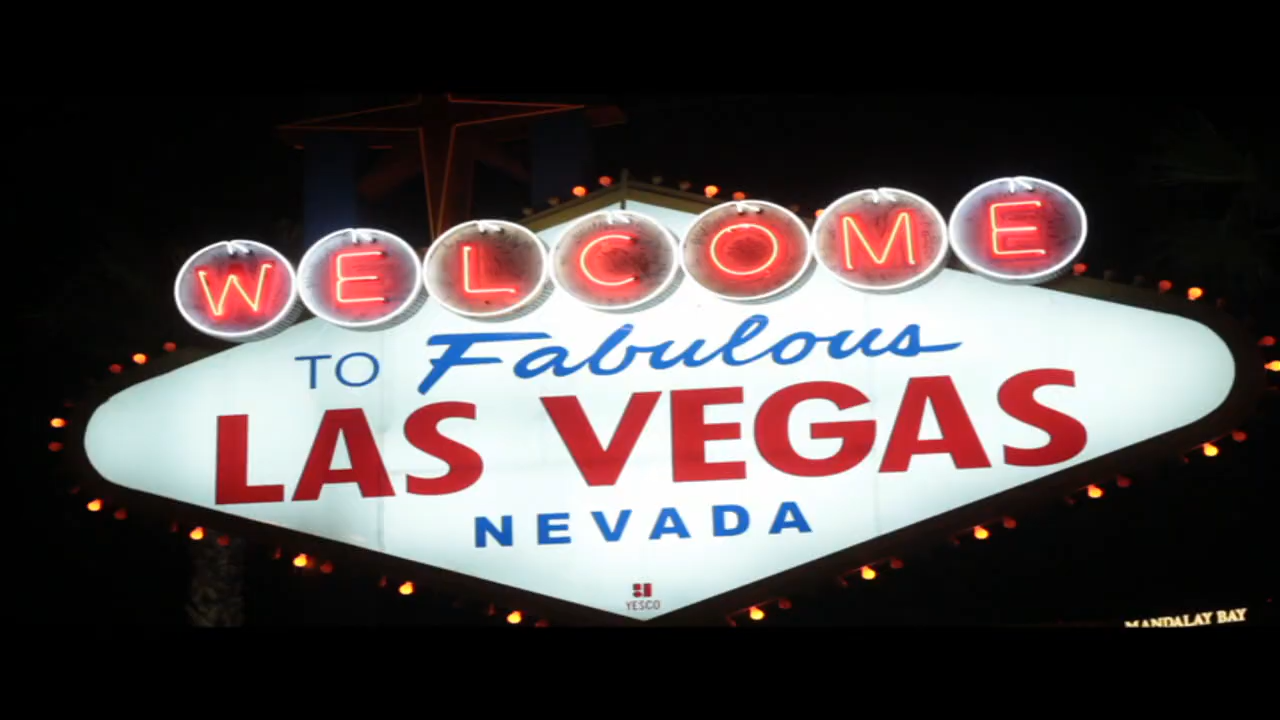 WELCOME
TO Fabulous
LAS VEGAS
NEVADA
YESCO
MANDALAY BAY